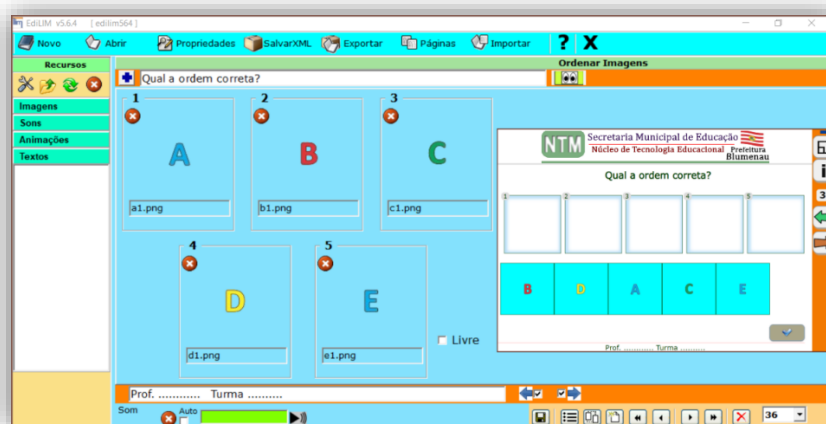 EdiLIM v5.6.4 [ edilim564 ]
Novo Abrir Propriedades SalvarXML Exportar Páginas Importar ? X
Recursos
Ordenar Imagens
Qual a ordem correta?
Imagens
Sons
Animações
Textos
1 2 3
A B C
a1.png b1.png c1.png
4 5
D E
Livre
d1.png e1.png
NTM
Secretaria Municipal de Educação
Núcleo de Tecnologia Educacional
Prefeitura
Blumenau
Qual a ordem correta?
1 2 3 4 5
B D A C E
Prof. ............ Turma ..........
i
3
Prof. ............ Turma ..........
Som
Auto
36